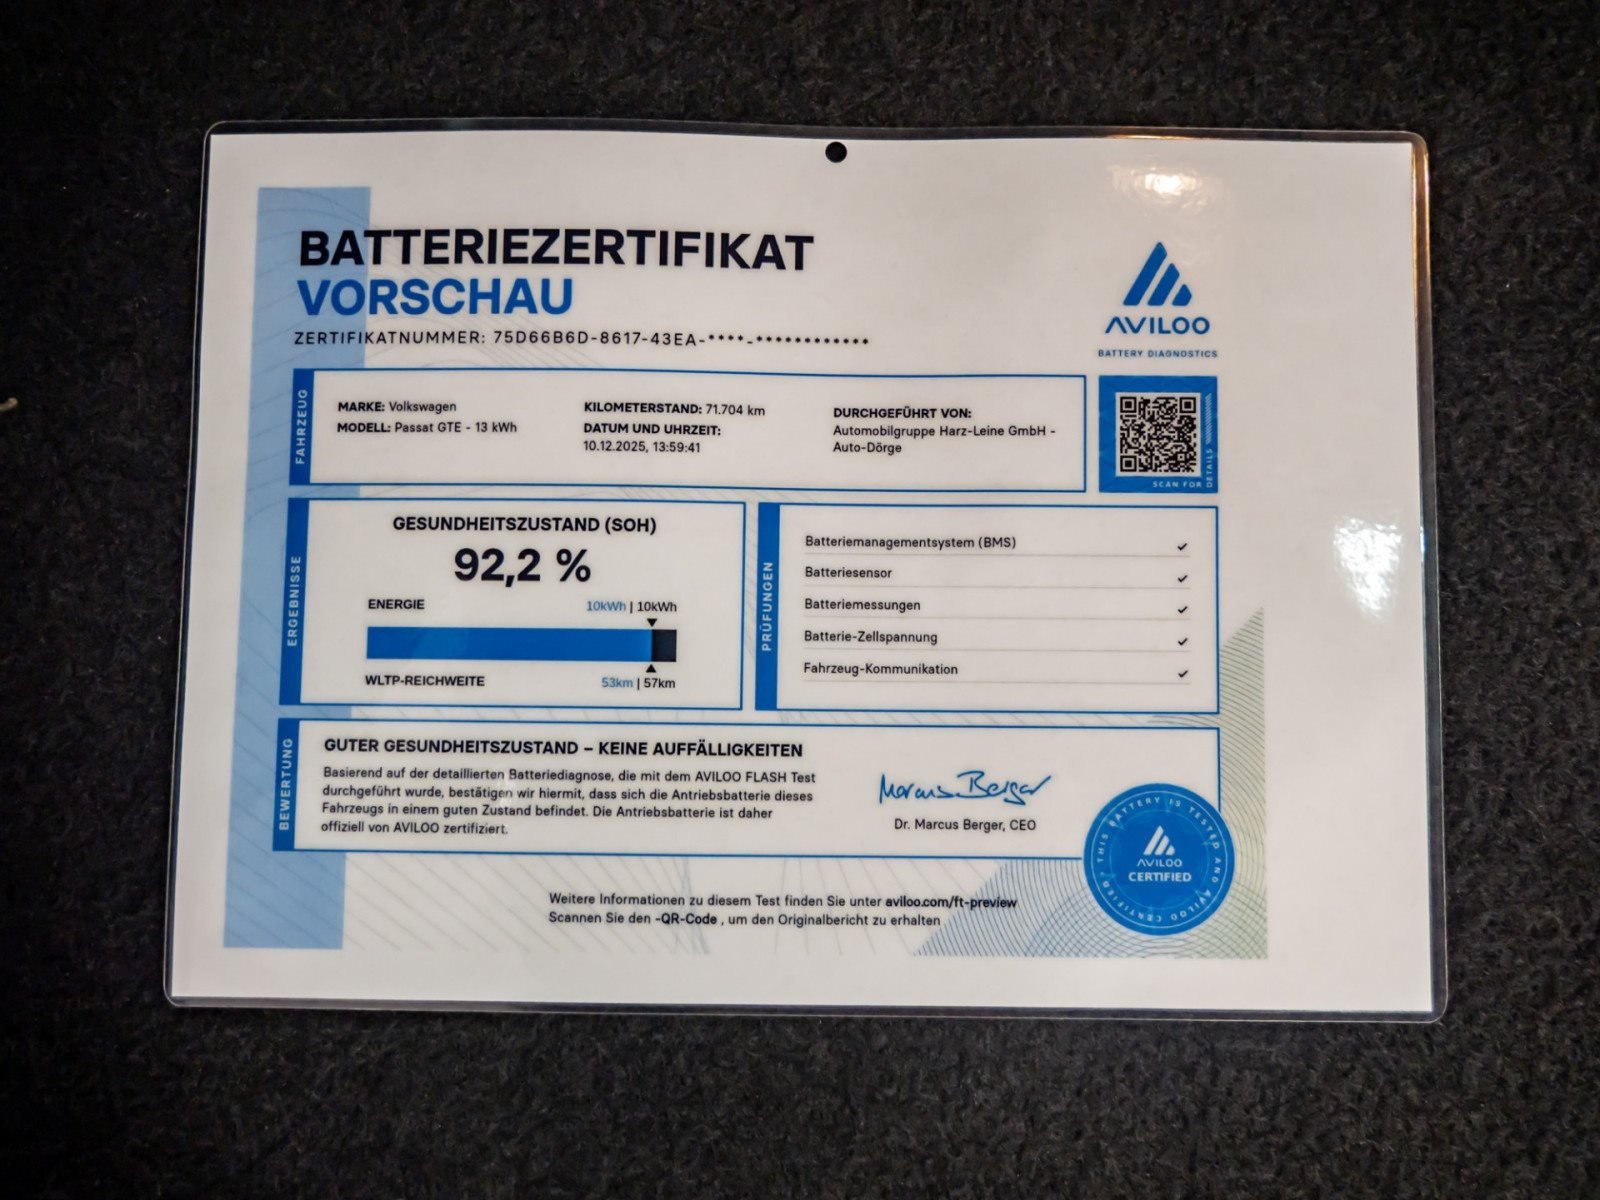 BATTERIEZERTIFIKAT
VORSCHAU
ZERTIFIKATNUMMER: 75D66B6D-8617-43EA-****-************
AVILOO
BATTERY DIAGNOSTICS
FAHRZEUG
MARKE: Volkswagen
MODELL: Passat GTE - 13 kWh
KILOMETERSTAND: 71.704 km
DATUM UND UHRZEIT:
10.12.2025, 13:59:41
DURCHGEFÜHRT VON:
Automobilgruppe Harz-Leine GmbH -
Auto-Dörge
SCAN FOR DETAILS
ERGEBNISSE
GESUNDHEITSZUSTAND (SOH)
92,2 %
ENERGIE 10kWh | 10kWh
WLTP-REICHWEITE 53km | 57km
PRÜFUNGEN
Batteriemanagementsystem (BMS)
Batteriesensor
Batteriemessungen
Batterie-Zellspannung
Fahrzeug-Kommunikation
BEWERTUNG
GUTER GESUNDHEITSZUSTAND – KEINE AUFFÄLLIGKEITEN
Basierend auf der detaillierten Batteriediagnose, die mit dem AVILOO FLASH Test
durchgeführt wurde, bestätigen wir hiermit, dass sich die Antriebsbatterie dieses
Fahrzeugs in einem guten Zustand befindet. Die Antriebsbatterie ist daher
offiziell von AVILOO zertifiziert.
Marcus Berger
Dr. Marcus Berger, CEO
THIS BATTERY IS TESTED AND AVILOO CERTIFIED
AVILOO
CERTIFIED
Weitere Informationen zu diesem Test finden Sie unter aviloo.com/ft-preview
Scannen Sie den -QR-Code , um den Originalbericht zu erhalten